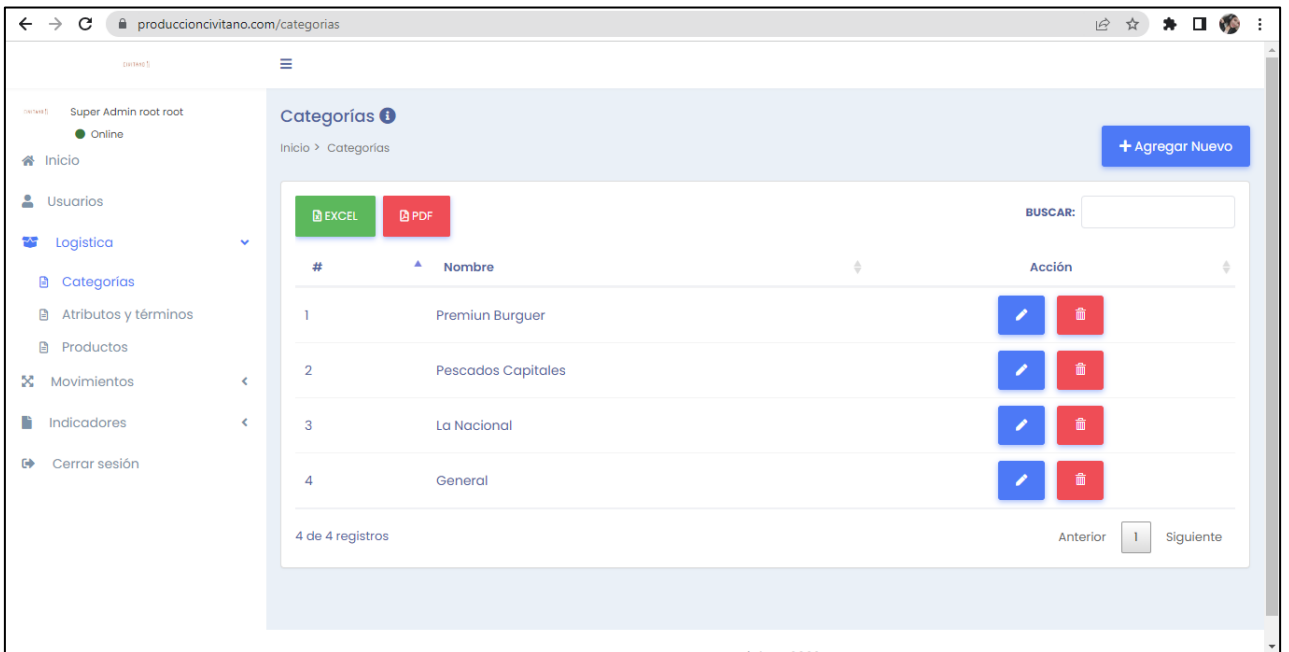 produccioncivitano.com/categorias
Super Admin root root
Online
Inicio
Usuarios
Logistica
Categorías
Atributos y términos
Productos
Movimientos
Indicadores
Cerrar sesión
Categorías
Inicio > Categorías
+ Agregar Nuevo
EXCEL PDF BUSCAR:
# Nombre Acción
1 Premiun Burguer
2 Pescados Capitales
3 La Nacional
4 General
4 de 4 registros Anterior 1 Siguiente